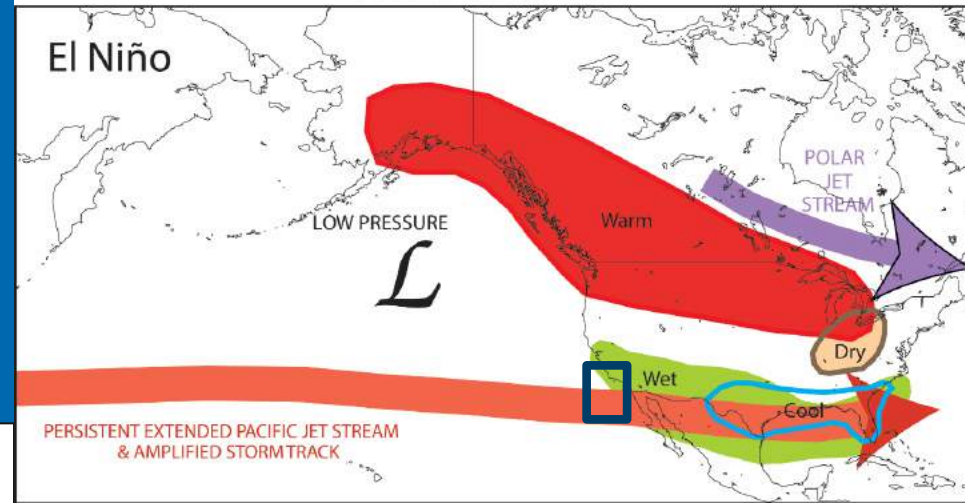 El Niño
POLAR
JET
STREAM
LOW PRESSURE
L
Warm
Dry
Wet
Cool
PERSISTENT EXTENDED PACIFIC JET STREAM
& AMPLIFIED STORM TRACK